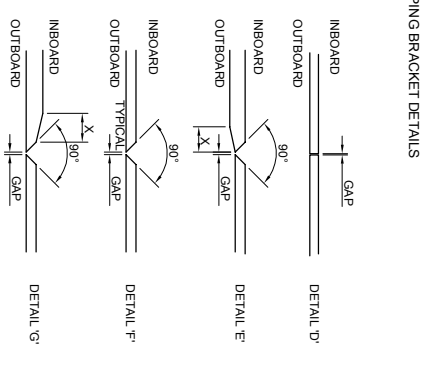 PING BRACKET DETAILS
GAP
INBOARD
OUTBOARD
DETAIL 'D'
90°
INBOARD
OUTBOARD
X
GAP
DETAIL 'E'
90°
INBOARD
OUTBOARD
TYPICAL
GAP
DETAIL 'F'
X
90°
INBOARD
OUTBOARD
GAP
DETAIL 'G'